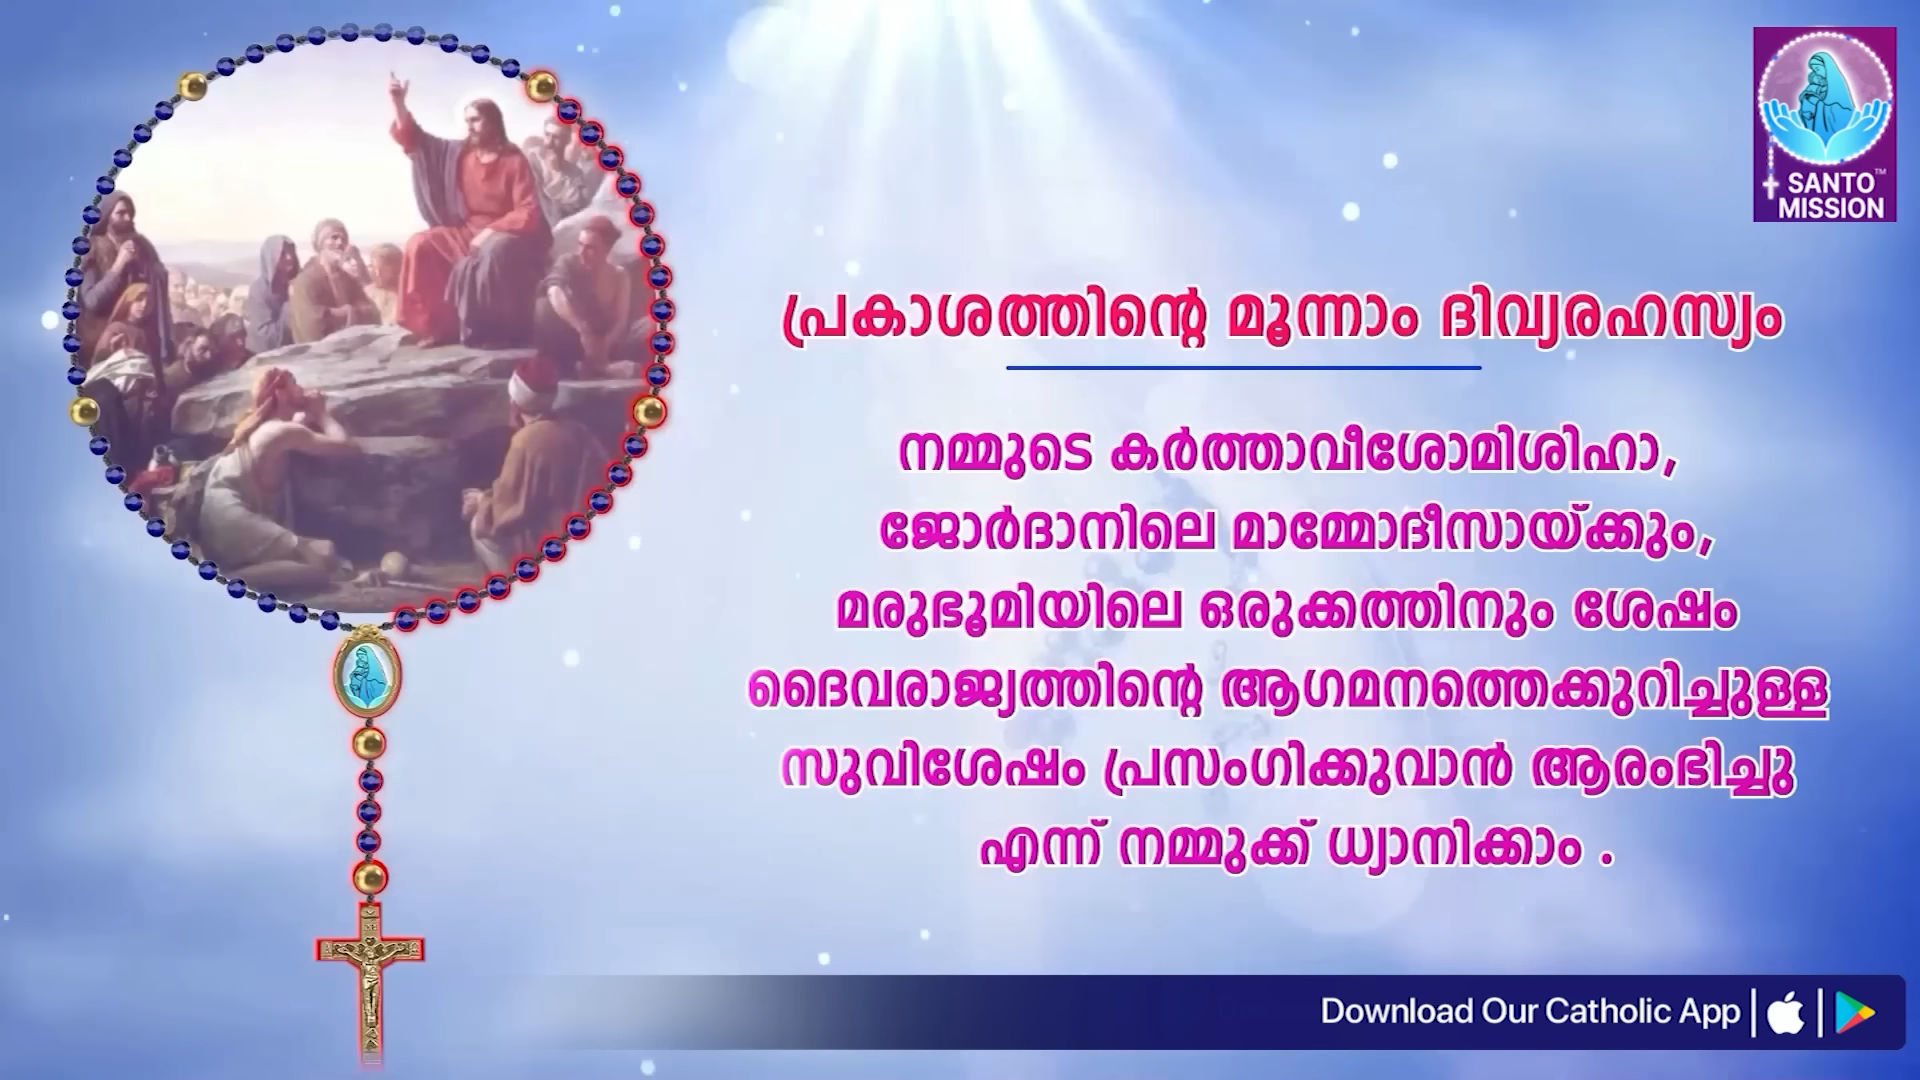 SANTO™
MISSION
പ്രകാശത്തിന്റെ മൂന്നാം ദിവ്യരഹസ്യം
നമ്മുടെ കർത്താവീശോമിശിഹാ,
ജോർദാനിലെ മാമ്മോദീസായ്ക്കും,
മരുഭൂമിയിലെ ഒരുക്കത്തിനും ശേഷം
ദൈവരാജ്യത്തിന്റെ ആഗമനത്തെക്കുറിച്ചുള്ള
സുവിശേഷം പ്രസംഗിക്കുവാൻ ആരംഭിച്ചു
എന്ന് നമ്മുക്ക് ധ്യാനിക്കാം .
Download Our Catholic App